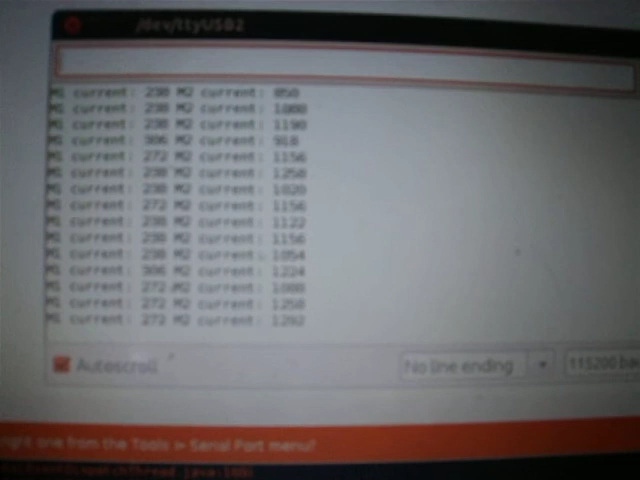 /dev/ttyUSB2
M1 current: 238 M2 current: 850
M1 current: 238 M2 current: 1088
M1 current: 238 M2 current: 1190
M1 current: 306 M2 current: 918
M1 current: 272 M2 current: 1156
M1 current: 238 M2 current: 1258
M1 current: 238 M2 current: 1020
M1 current: 272 M2 current: 1156
M1 current: 238 M2 current: 1122
M1 current: 238 M2 current: 1156
M1 current: 238 M2 current: 1054
M1 current: 306 M2 current: 1224
M1 current: 272 M2 current: 1088
M1 current: 272 M2 current: 1258
M1 current: 272 M2 current: 1292
Autoscroll No line ending 115200 bau
right one from the Tools > Serial Port menu?